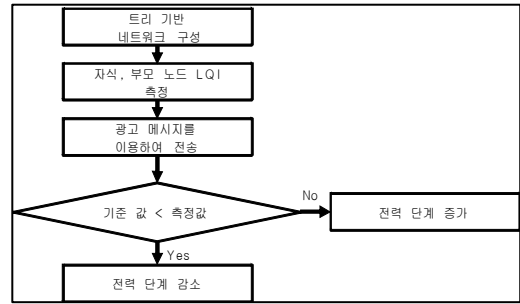 트리 기반
네트워크 구성
자식, 부모 노드 LQI
측정
광고 메시지를
이용하여 전송
기준 값 < 측정값
No
전력 단계 증가
Yes
전력 단계 감소